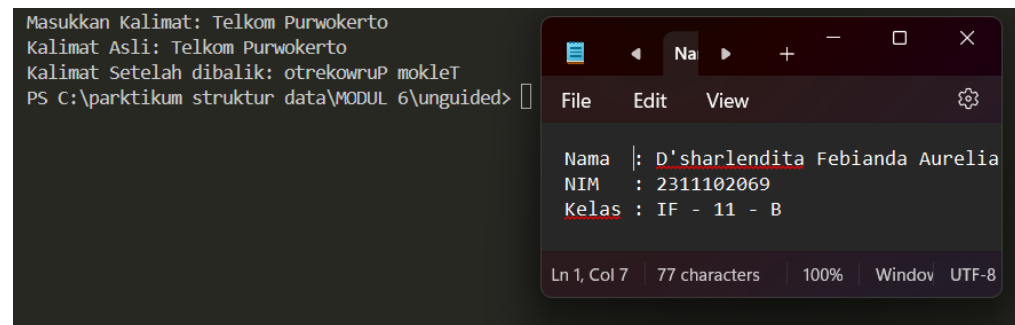 Masukkan Kalimat: Telkom Purwokerto
Kalimat Asli: Telkom Purwokerto
Kalimat Setelah dibalik: otrekowruP mokleT
PS C:\parktikum struktur data\MODUL 6\unguided>
Na
File Edit View
Nama : D'sharlendita Febianda Aurelia
NIM : 2311102069
Kelas : IF - 11 - B
Ln 1, Col 7 77 characters 100% Window UTF-8